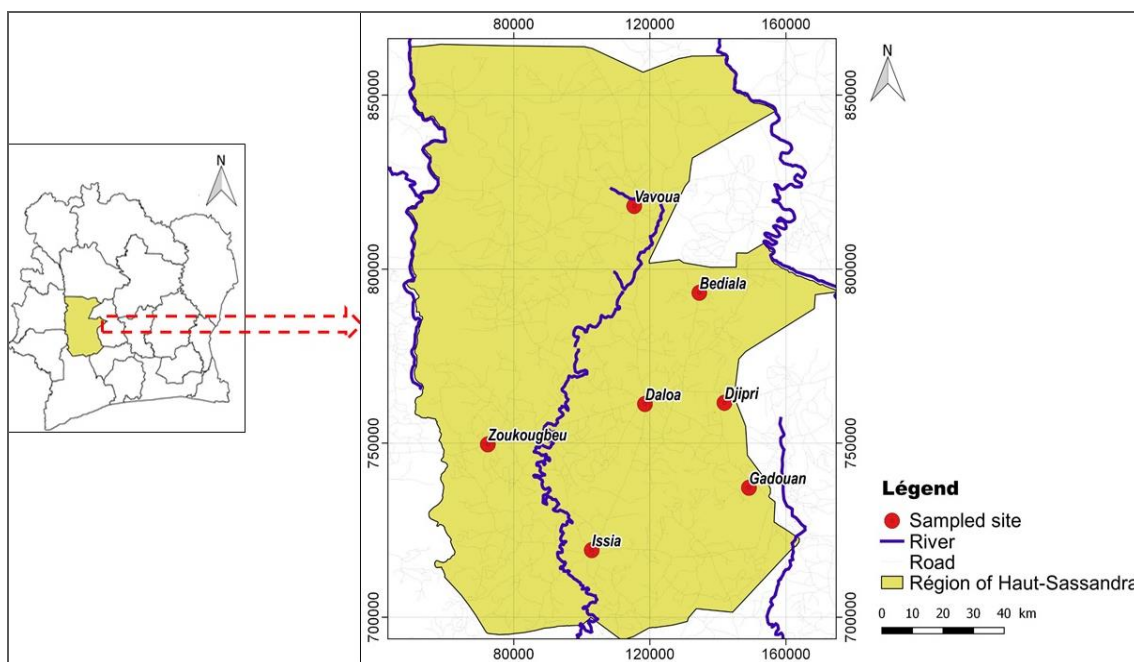 80000 120000 160000
N
850000 850000
N
Vavoua
800000 800000
Bediala
Daloa
Djipri
Zoukougbeu
750000 750000
Gadouan
Légend
Sampled site
Issia
River
Road
Région of Haut-Sassandra
700000 700000
0 10 20 30 40 km
80000 120000 160000